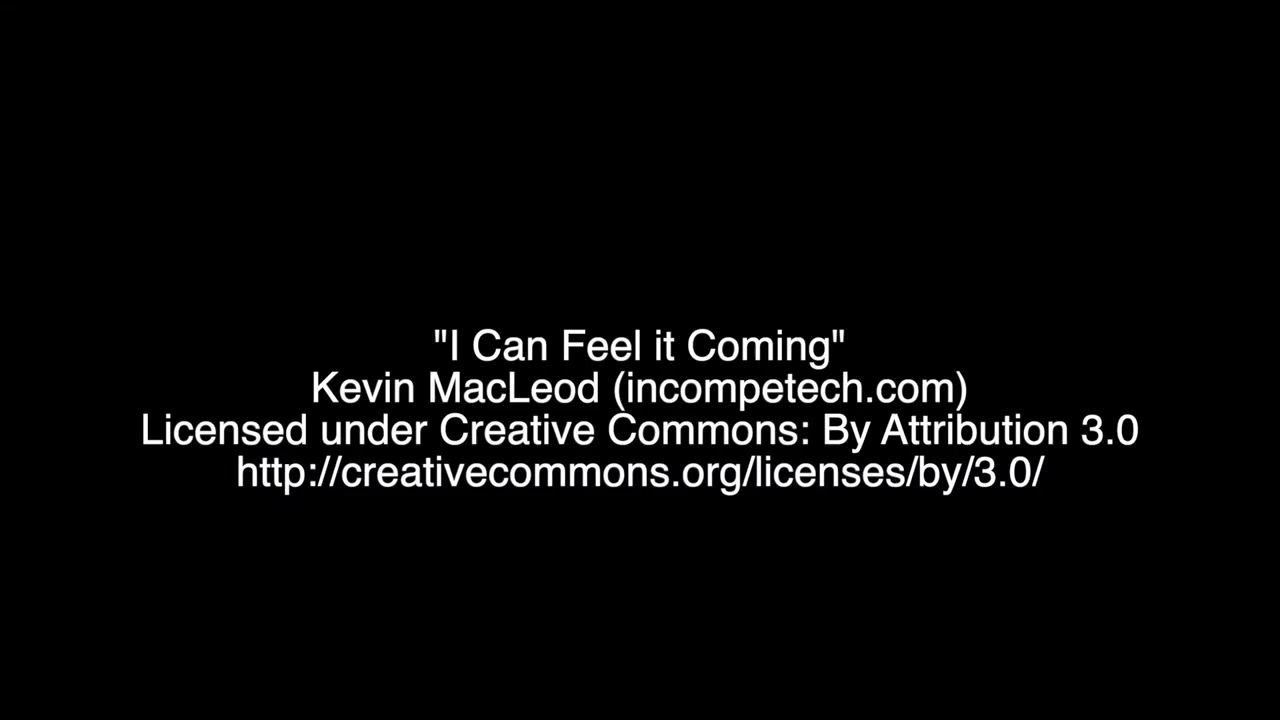 "I Can Feel it Coming"
Kevin MacLeod (incompetech.com)
Licensed under Creative Commons: By Attribution 3.0
http://creativecommons.org/licenses/by/3.0/